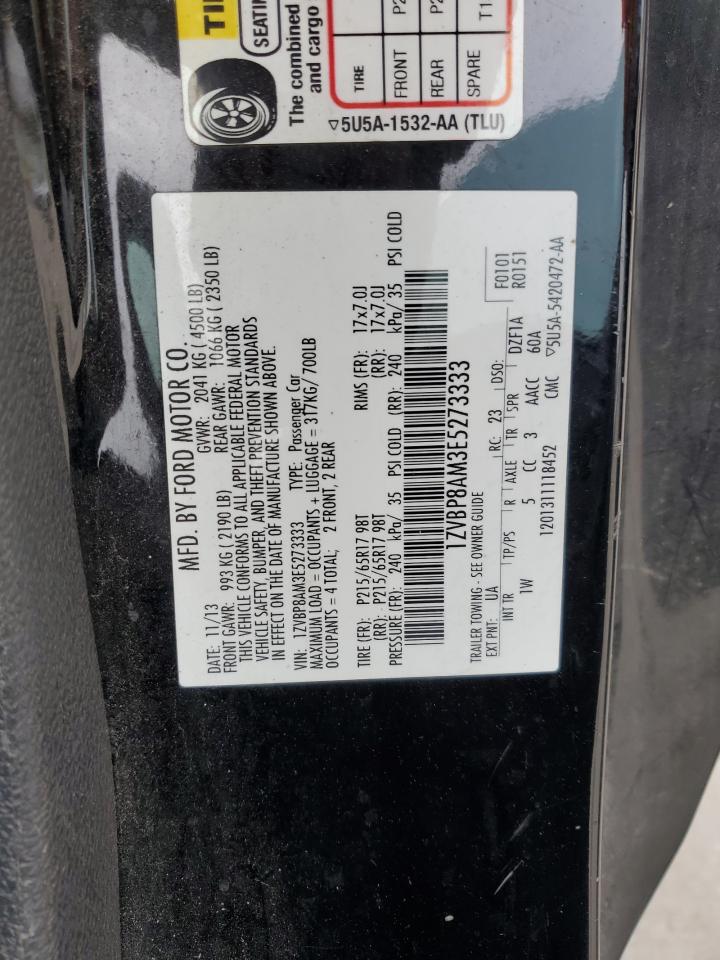 TI
SEATIN
The combined
and cargo
TIRE
FRONT P2
REAR P2
SPARE T1
▽5U5A-1532-AA (TLU)
MFD. BY FORD MOTOR CO.
DATE: 11/13 GVWR: 2041 KG ( 4500 LB)
FRONT GAWR: 993 KG ( 2190 LB) REAR GAWR: 1066 KG ( 2350 LB)
THIS VEHICLE CONFORMS TO ALL APPLICABLE FEDERAL MOTOR
VEHICLE SAFETY, BUMPER, AND THEFT PREVENTION STANDARDS
IN EFFECT ON THE DATE OF MANUFACTURE SHOWN ABOVE.
VIN: 1ZVBP8AM3E5273333 TYPE: Passenger Car
MAXIMUM LOAD = OCCUPANTS + LUGGAGE = 317KG/ 700LB
OCCUPANTS = 4 TOTAL; 2 FRONT, 2 REAR
TIRE (FR): P215/65R17 98T RIMS (FR): 17x7.0J
(RR): P215/65R17 98T (RR): 17x7.0J
PRESSURE (FR): 240 kPa/ 35 PSI COLD (RR): 240 kPa/ 35 PSI COLD
1ZVBP8AM3E5273333
TRAILER TOWING - SEE OWNER GUIDE
EXT PNT: UA RC: 23 DSO: F0101
R0151
INT TR TP/PS R AXLE TR SPR DZF1A
1W 5 CC 3 AACC 60A
120131111184​52 CMC ▽5U5A-5420472-AA